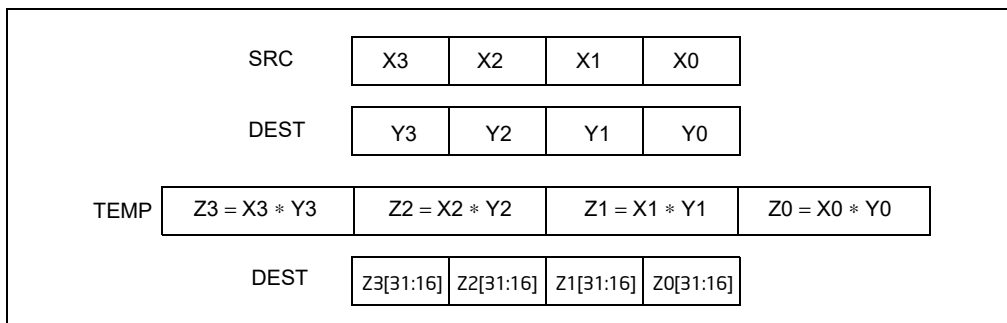 SRC X3 X2 X1 X0
DEST Y3 Y2 Y1 Y0
TEMP Z3 = X3 ∗ Y3 Z2 = X2 ∗ Y2 Z1 = X1 ∗ Y1 Z0 = X0 ∗ Y0
DEST Z3[31:16] Z2[31:16] Z1[31:16] Z0[31:16]